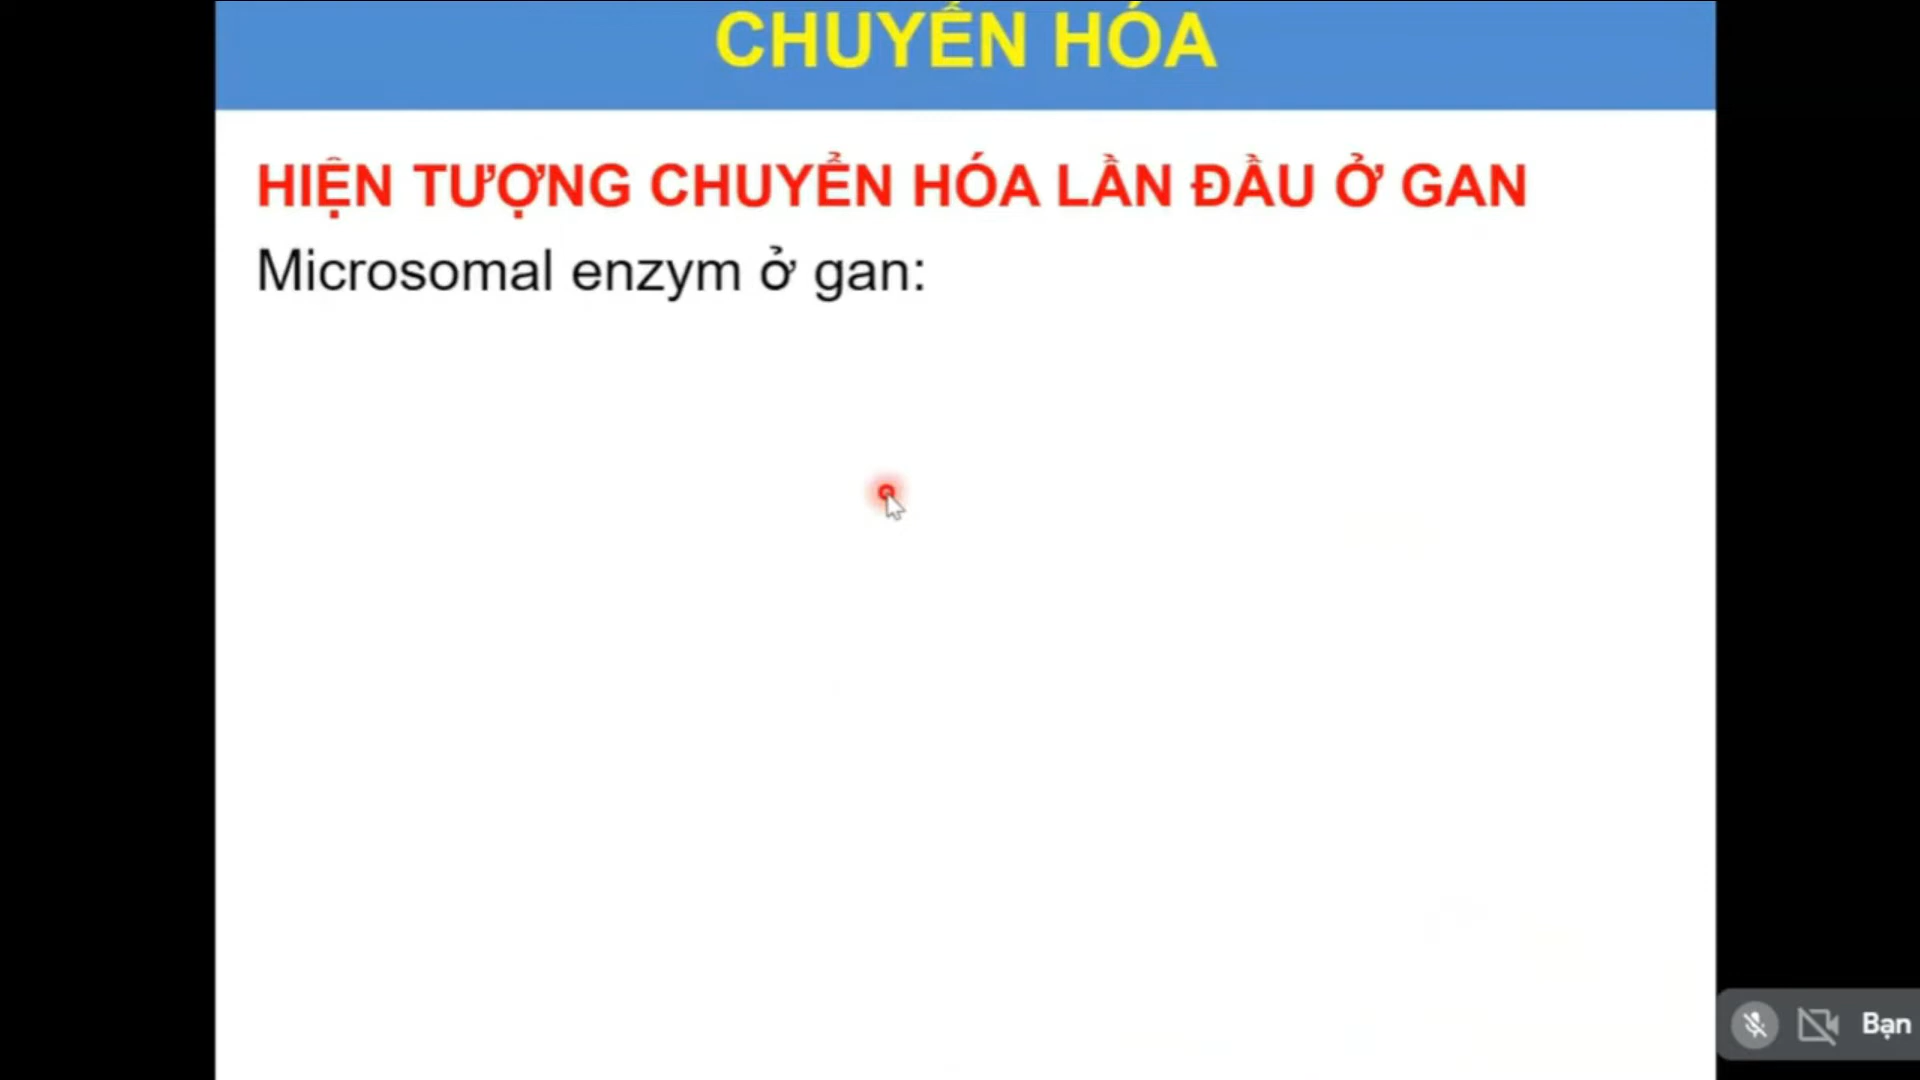 CHUYỂN HÓA
HIỆN TƯỢNG CHUYỂN HÓA LẦN ĐẦU Ở GAN
Microsomal enzym ở gan:
Bạn